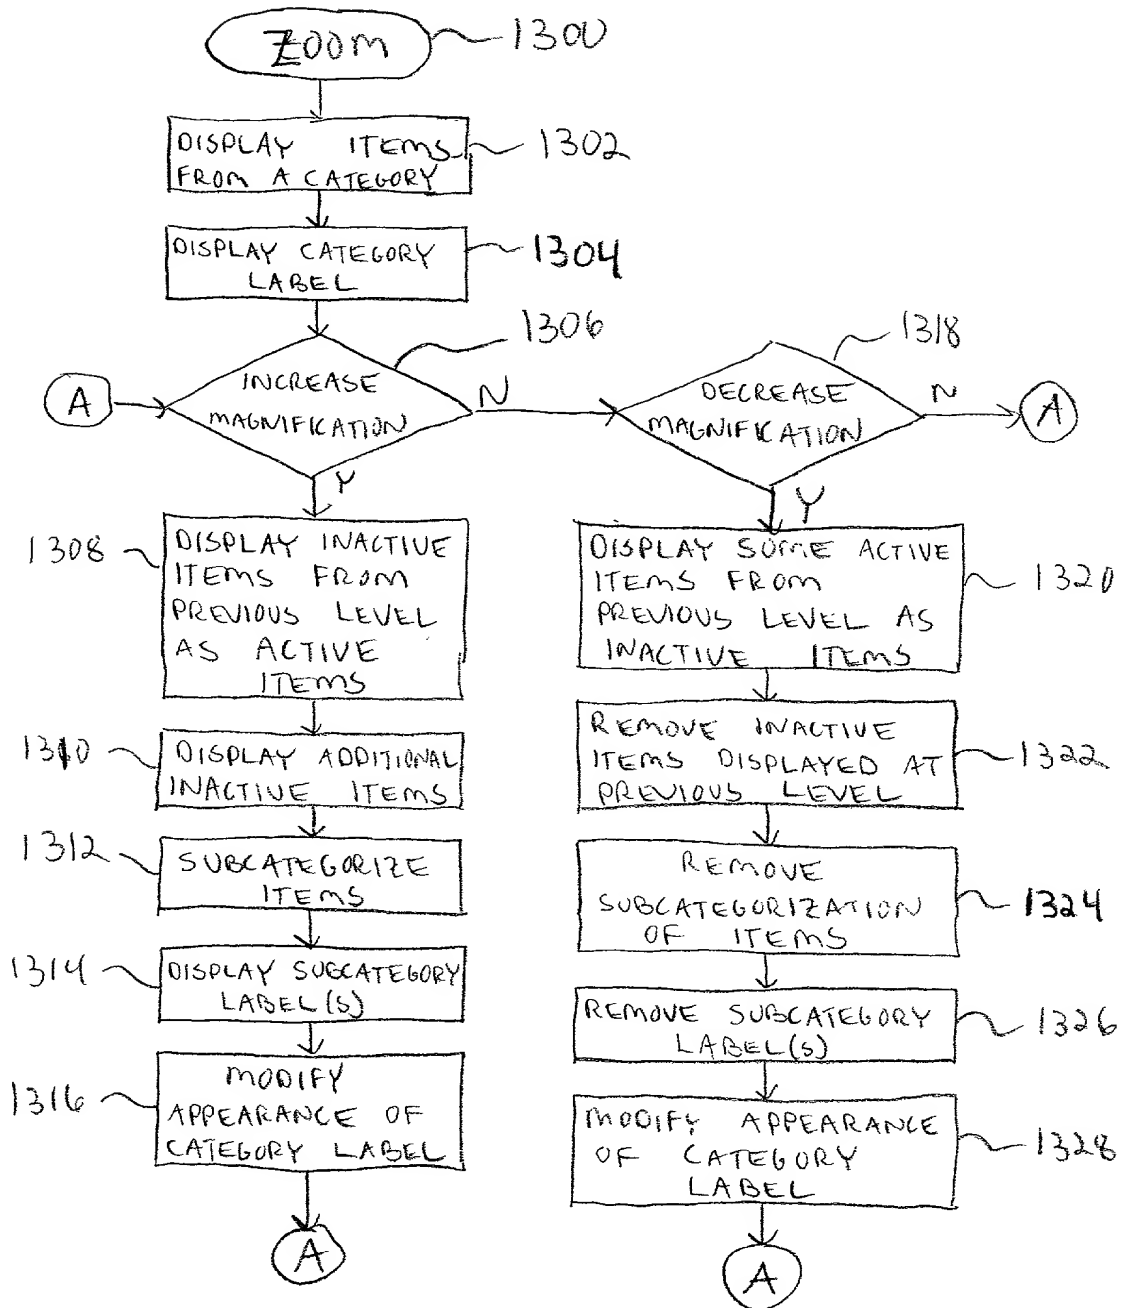 ZOOM
1300
DISPLAY ITEMS
FROM A CATEGORY
1302
DISPLAY CATEGORY
LABEL
1304
A
INCREASE
MAGNIFICATION
1306
N
Y
DECREASE
MAGNIFICATION
1318
N
A
Y
1308
DISPLAY INACTIVE
ITEMS FROM
PREVIOUS LEVEL
AS ACTIVE
ITEMS
1310
DISPLAY ADDITIONAL
INACTIVE ITEMS
1312
SUBCATEGORIZE
ITEMS
1314
DISPLAY SUBCATEGORY
LABEL(S)
1316
MODIFY
APPEARANCE OF
CATEGORY LABEL
A
DISPLAY SOME ACTIVE
ITEMS FROM
PREVIOUS LEVEL AS
INACTIVE ITEMS
1320
REMOVE INACTIVE
ITEMS DISPLAYED AT
PREVIOUS LEVEL
1322
REMOVE
SUBCATEGORIZATION
OF ITEMS
1324
REMOVE SUBCATEGORY
LABEL(S)
1326
MODIFY APPEARANCE
OF CATEGORY
LABEL
1328
A